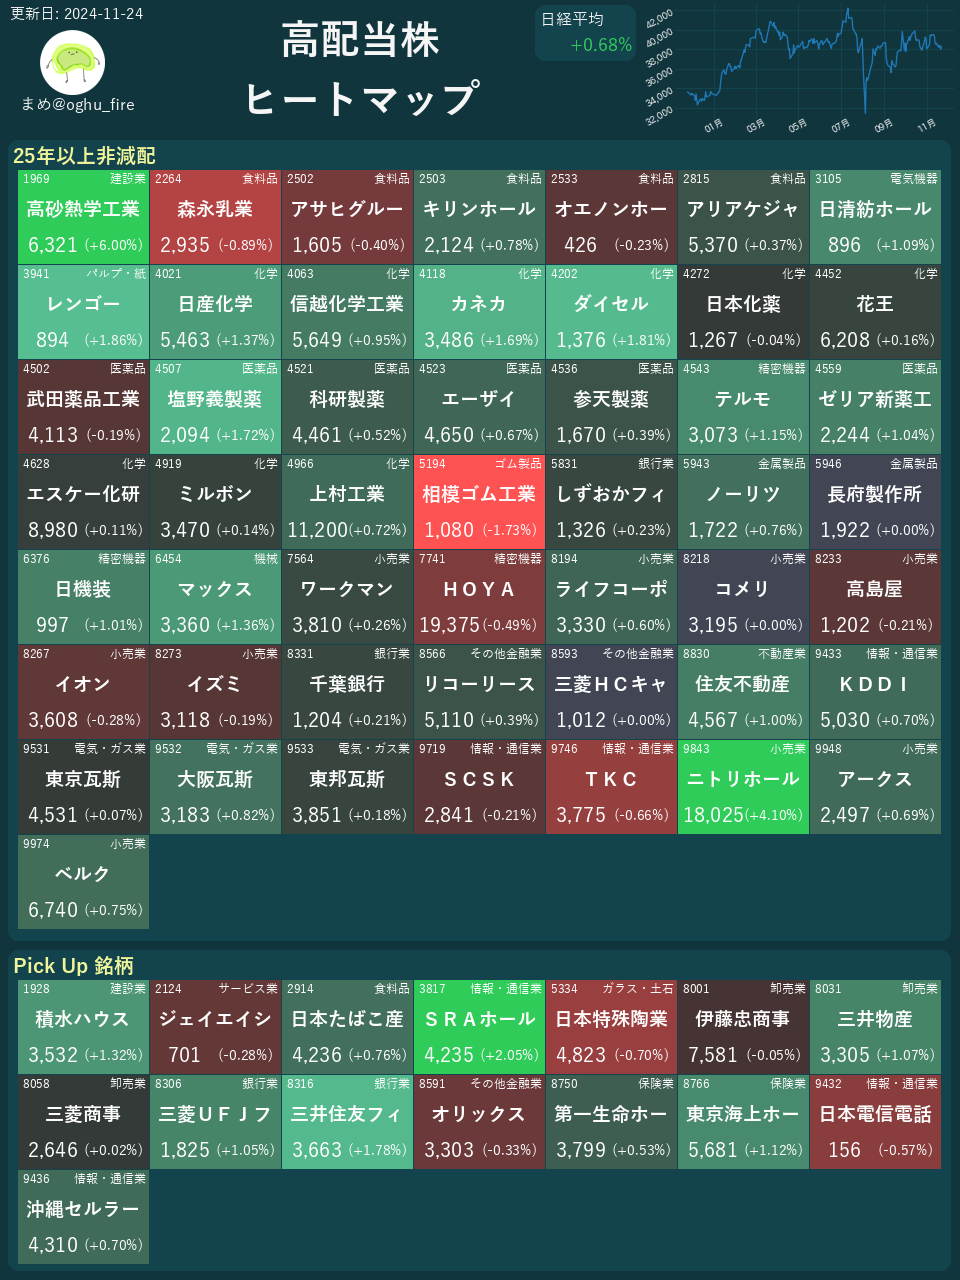 更新日: 2024-11-24
まめ@oghu_fire
高配当株
ヒートマップ
日経平均
+0.68%
42,000
40,000
38,000
36,000
34,000
32,000
01月 03月 05月 07月 09月 11月
25年以上非減配
1969 建設業 2264 食料品 2502 食料品 2503 食料品 2533 食料品 2815 食料品 3105 電気機器
高砂熱学工業 森永乳業 アサヒグルー キリンホール オエノンホー アリアケジャ 日清紡ホール
6,321 (+6.00%) 2,935 (-0.89%) 1,605 (-0.40%) 2,124 (+0.78%) 426 (-0.23%) 5,370 (+0.37%) 896 (+1.09%)
3941 パルプ・紙 4021 化学 4063 化学 4118 化学 4202 化学 4272 化学 4452 化学
レンゴー 日産化学 信越化学工業 カネカ ダイセル 日本化薬 花王
894 (+1.86%) 5,463 (+1.37%) 5,649 (+0.95%) 3,486 (+1.69%) 1,376 (+1.81%) 1,267 (-0.04%) 6,208 (+0.16%)
4502 医薬品 4507 医薬品 4521 医薬品 4523 医薬品 4536 医薬品 4543 精密機器 4559 医薬品
武田薬品工業 塩野義製薬 科研製薬 エーザイ 参天製薬 テルモ ゼリア新薬工
4,113 (-0.19%) 2,094 (+1.72%) 4,461 (+0.52%) 4,650 (+0.67%) 1,670 (+0.39%) 3,073 (+1.15%) 2,244 (+1.04%)
4628 化学 4919 化学 4966 化学 5194 ゴム製品 5831 銀行業 5943 金属製品 5946 金属製品
エスケー化研 ミルボン 上村工業 相模ゴム工業 しずおかフィ ノーリツ 長府製作所
8,980 (+0.11%) 3,470 (+0.14%) 11,200(+0.72%) 1,080 (-1.73%) 1,326 (+0.23%) 1,722 (+0.76%) 1,922 (+0.00%)
6376 精密機器 6454 機械 7564 小売業 7741 精密機器 8194 小売業 8218 小売業 8233 小売業
日機装 マックス ワークマン ＨＯＹＡ ライフコーポ コメリ 高島屋
997 (+1.01%) 3,360 (+1.36%) 3,810 (+0.26%) 19,375(-0.49%) 3,330 (+0.60%) 3,195 (+0.00%) 1,202 (-0.21%)
8267 小売業 8273 小売業 8331 銀行業 8566 その他金融業 8593 その他金融業 8830 不動産業 9433 情報・通信業
イオン イズミ 千葉銀行 リコーリース 三菱ＨＣキャ 住友不動産 ＫＤＤＩ
3,608 (-0.28%) 3,118 (-0.19%) 1,204 (+0.21%) 5,110 (+0.39%) 1,012 (+0.00%) 4,567 (+1.00%) 5,030 (+0.70%)
9531 電気・ガス業 9532 電気・ガス業 9533 電気・ガス業 9719 情報・通信業 9746 情報・通信業 9843 小売業 9948 小売業
東京瓦斯 大阪瓦斯 東邦瓦斯 ＳＣＳＫ ＴＫＣ ニトリホール アークス
4,531 (+0.07%) 3,183 (+0.82%) 3,851 (+0.18%) 2,841 (-0.21%) 3,775 (-0.66%) 18,025(+4.10%) 2,497 (+0.69%)
9974 小売業
ベルク
6,740 (+0.75%)
Pick Up 銘柄
1928 建設業 2124 サービス業 2914 食料品 3817 情報・通信業 5334 ガラス・土石 8001 卸売業 8031 卸売業
積水ハウス ジェイエイシ 日本たばこ産 ＳＲＡホール 日本特殊陶業 伊藤忠商事 三井物産
3,532 (+1.32%) 701 (-0.28%) 4,236 (+0.76%) 4,235 (+2.05%) 4,823 (-0.70%) 7,581 (-0.05%) 3,305 (+1.07%)
8058 卸売業 8306 銀行業 8316 銀行業 8591 その他金融業 8750 保険業 8766 保険業 9432 情報・通信業
三菱商事 三菱ＵＦＪフ 三井住友フィ オリックス 第一生命ホー 東京海上ホー 日本電信電話
2,646 (+0.02%) 1,825 (+1.05%) 3,663 (+1.78%) 3,303 (-0.33%) 3,799 (+0.53%) 5,681 (+1.12%) 156 (-0.57%)
9436 情報・通信業
沖縄セルラー
4,310 (+0.70%)